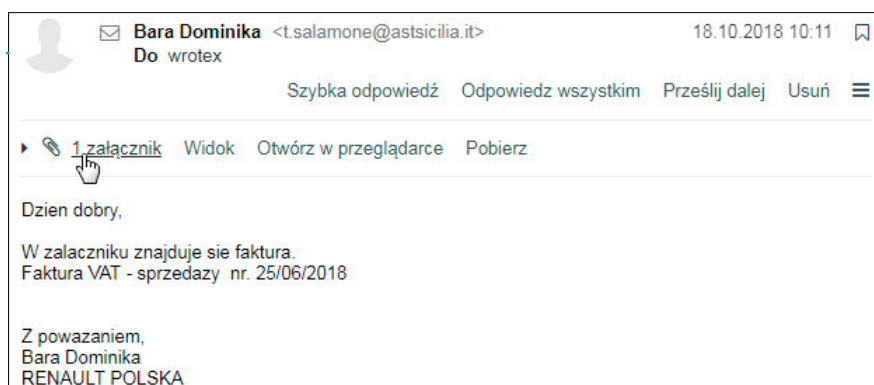 Bara Dominika <t.salamone@astsicilia.it> 18.10.2018 10:11
Do wrotex
Szybka odpowiedź Odpowiedz wszystkim Prześlij dalej Usuń
1 załącznik Widok Otwórz w przeglądarce Pobierz
Dzien dobry,
W zalaczniku znajduje sie faktura.
Faktura VAT - sprzedazy nr. 25/06/2018
Z powazaniem,
Bara Dominika
RENAULT POLSKA